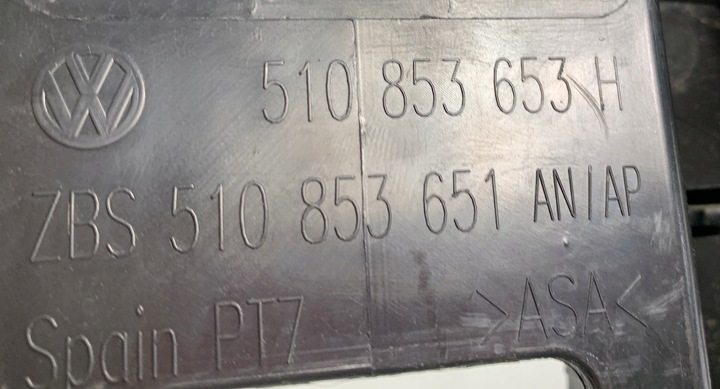 510 853 653 H
ZBS 510 853 651 AN/AP
Spain PT7 >ASA<